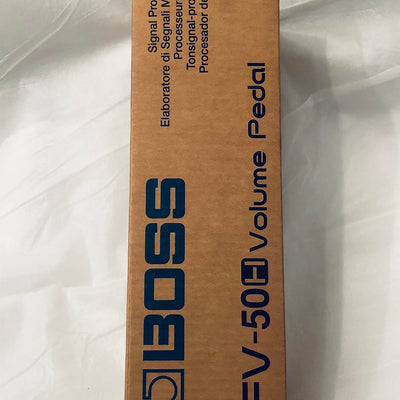 Signal Pro
Elaboratore di Segnali M
Processeur
Tonsignal-pro
Procesador de
BOSS
FV-50H Volume Pedal